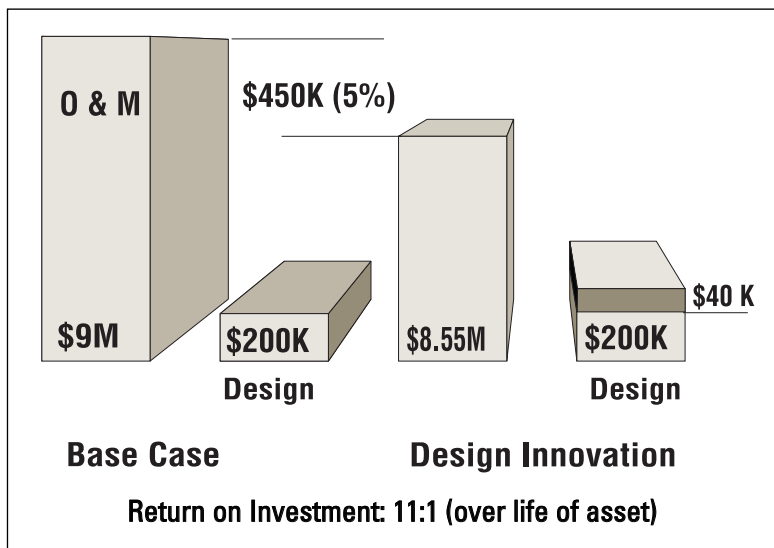 O & M
$450K (5%)
$9M
$200K
Design
$8.55M
$40 K
$200K
Design
Base Case
Design Innovation
Return on Investment: 11:1 (over life of asset)